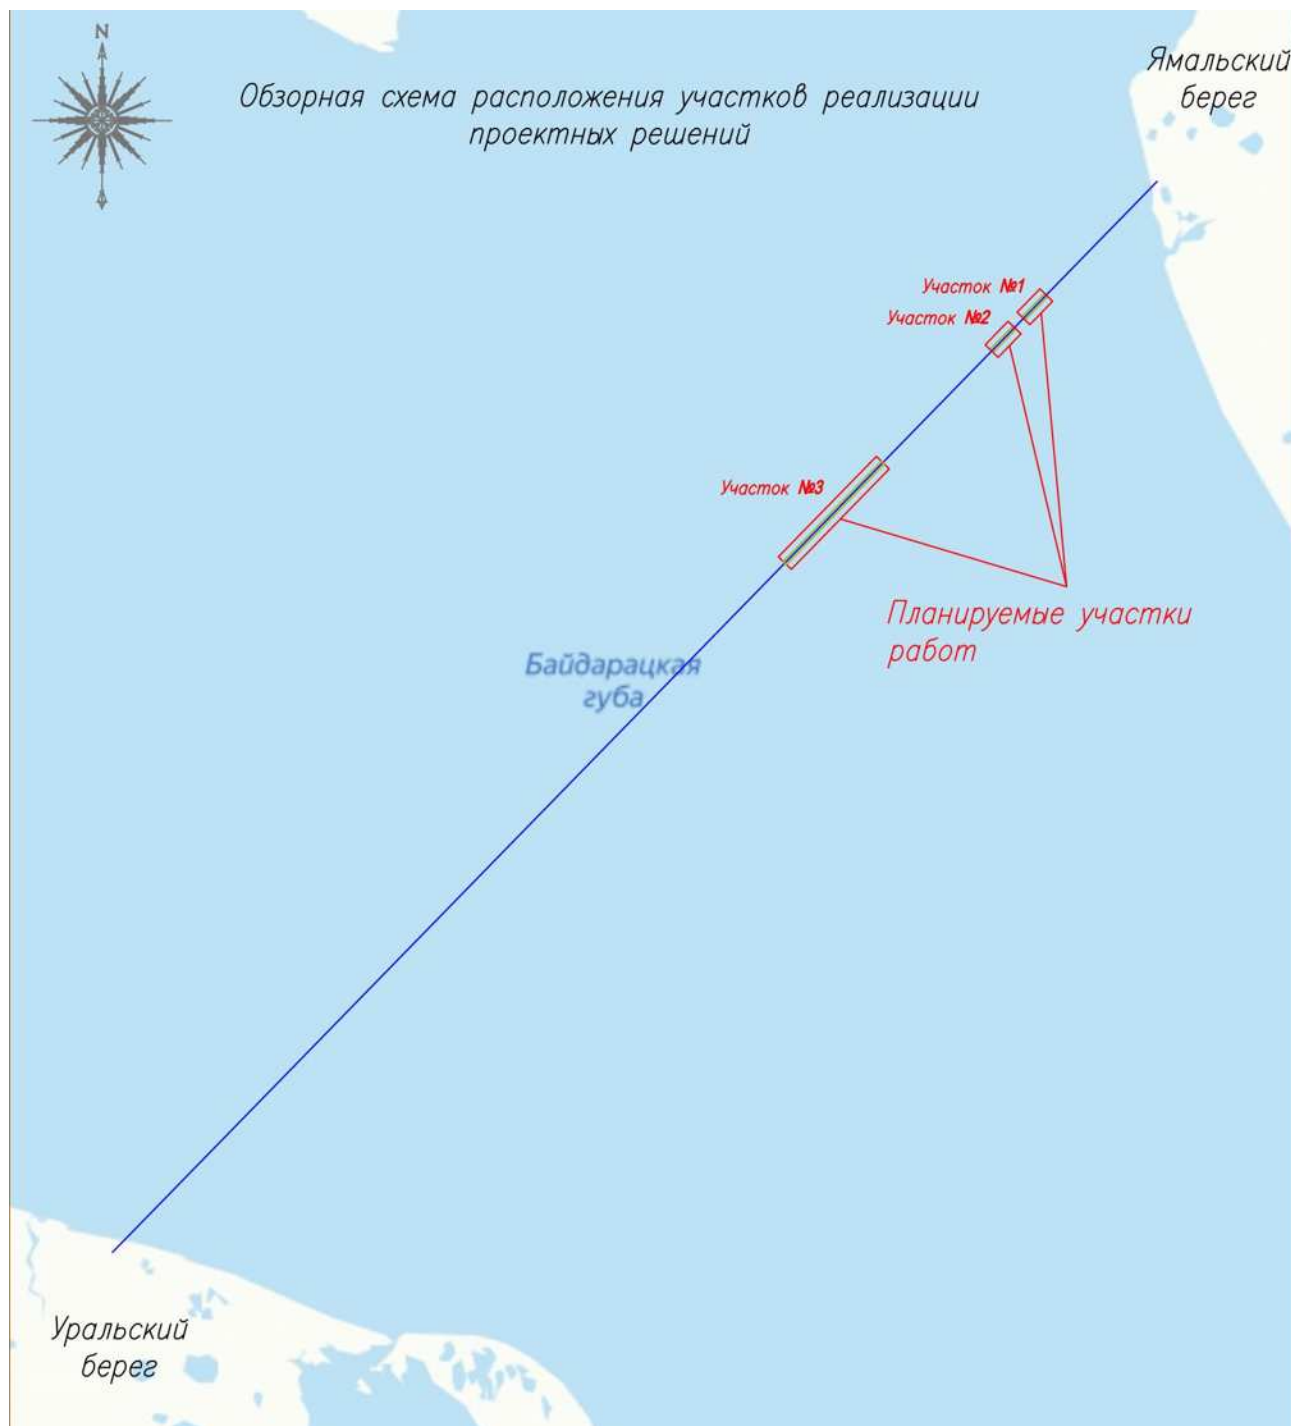 N
Обзорная схема расположения участков реализации
проектных решений
Ямальский
берег
Участок №1
Участок №2
Участок №3
Планируемые участки
работ
Байдарацкая
губа
Уральский
берег